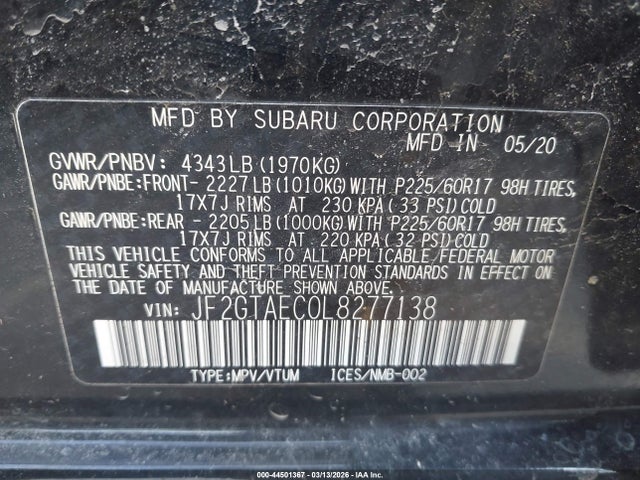 MFD BY SUBARU CORPORATION
MFD IN 05/20
GVWR/PNBV: 4343LB (1970KG)
GAWR/PNBE:FRONT- 2227LB (1010KG) WITH P225/60R17 98H TIRES,
17X7J RIMS AT 230 KPA (33 PSI) COLD
GAWR/PNBE:REAR - 2205LB (1000KG) WITH P225/60R17 98H TIRES,
17X7J RIMS AT 220 KPA (32 PSI) COLD
THIS VEHICLE CONFORMS TO ALL APPLICABLE FEDERAL MOTOR
VEHICLE SAFETY AND THEFT PREVENTION STANDARDS IN EFFECT ON
THE DATE OF MANUFACTURE SHOWN ABOVE.
VIN: JF2GTAEC0L8277138
TYPE:MPV/VTUM ICES/NMB-002
000-44501367 | 03/13/2026 | IAA Inc.